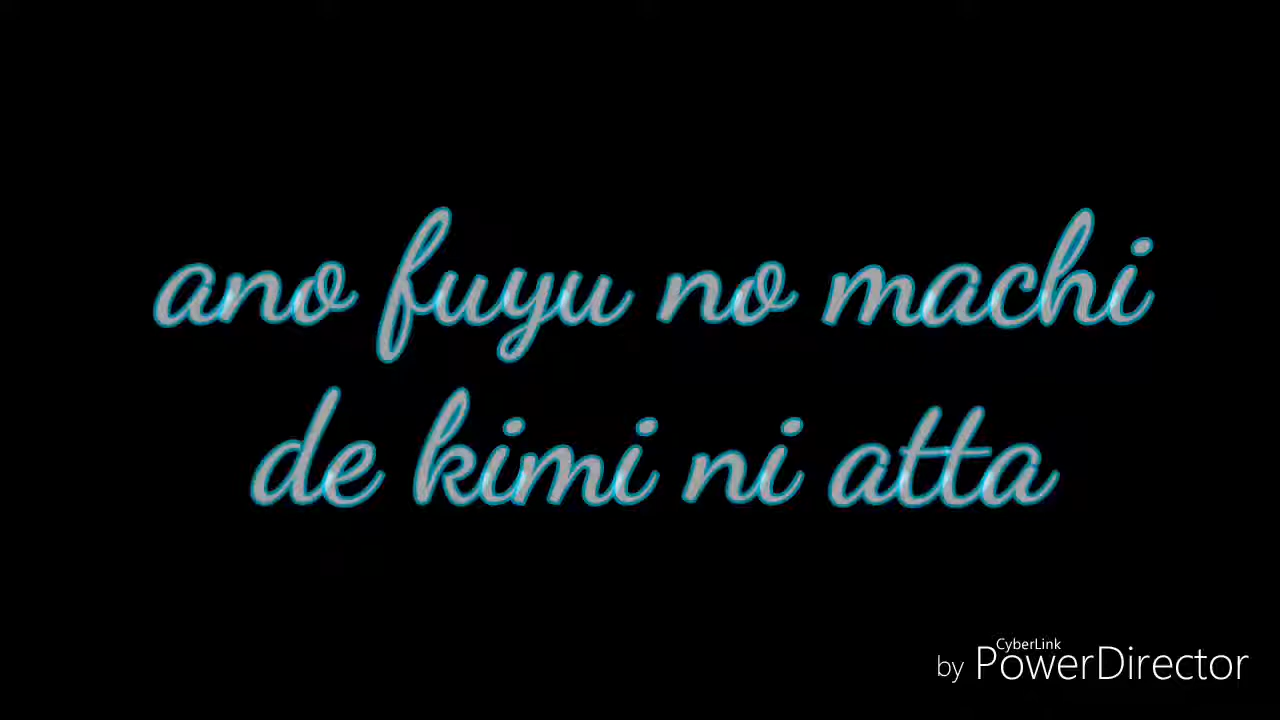 ano fuyu no machi
de kimi ni atta
CyberLink
by PowerDirector